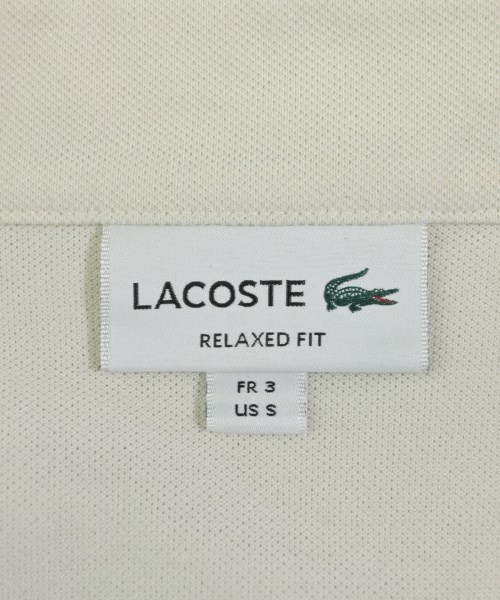 LACOSTE
RELAXED FIT
FR 3
US S